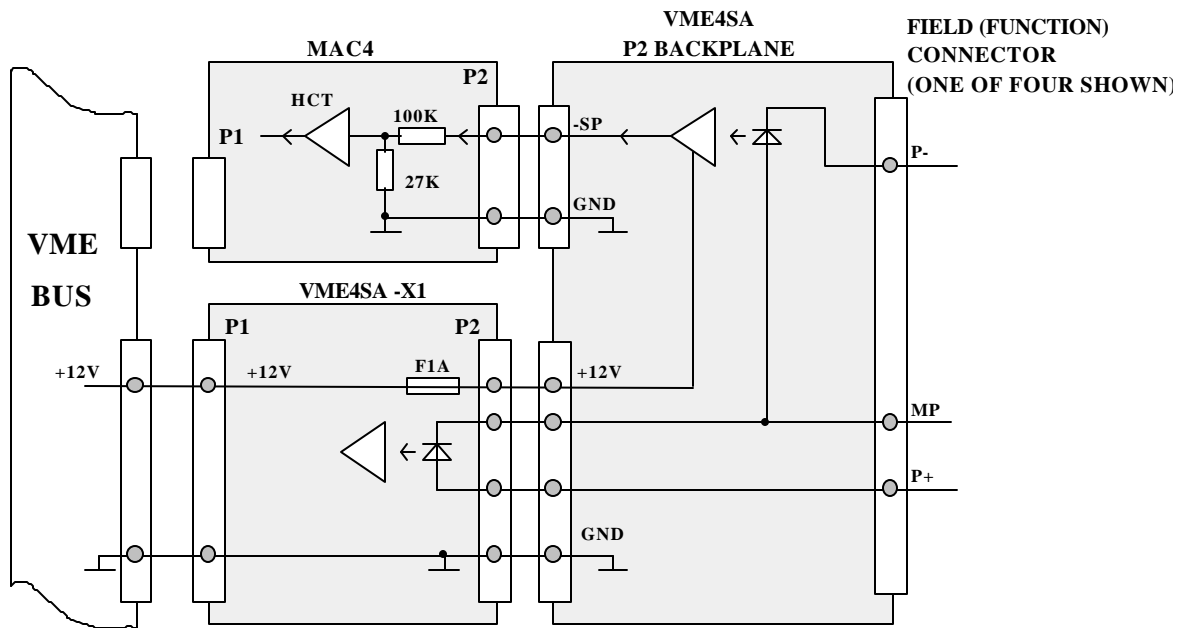 VME4SA
P2 BACKPLANE
FIELD (FUNCTION)
CONNECTOR
(ONE OF FOUR SHOWN)
MAC4
P2
HCT
100K
P1
27K
-SP
GND
P-
VME
BUS
VME4SA -X1
P1
P2
+12V
+12V
F1A
+12V
MP
P+
GND